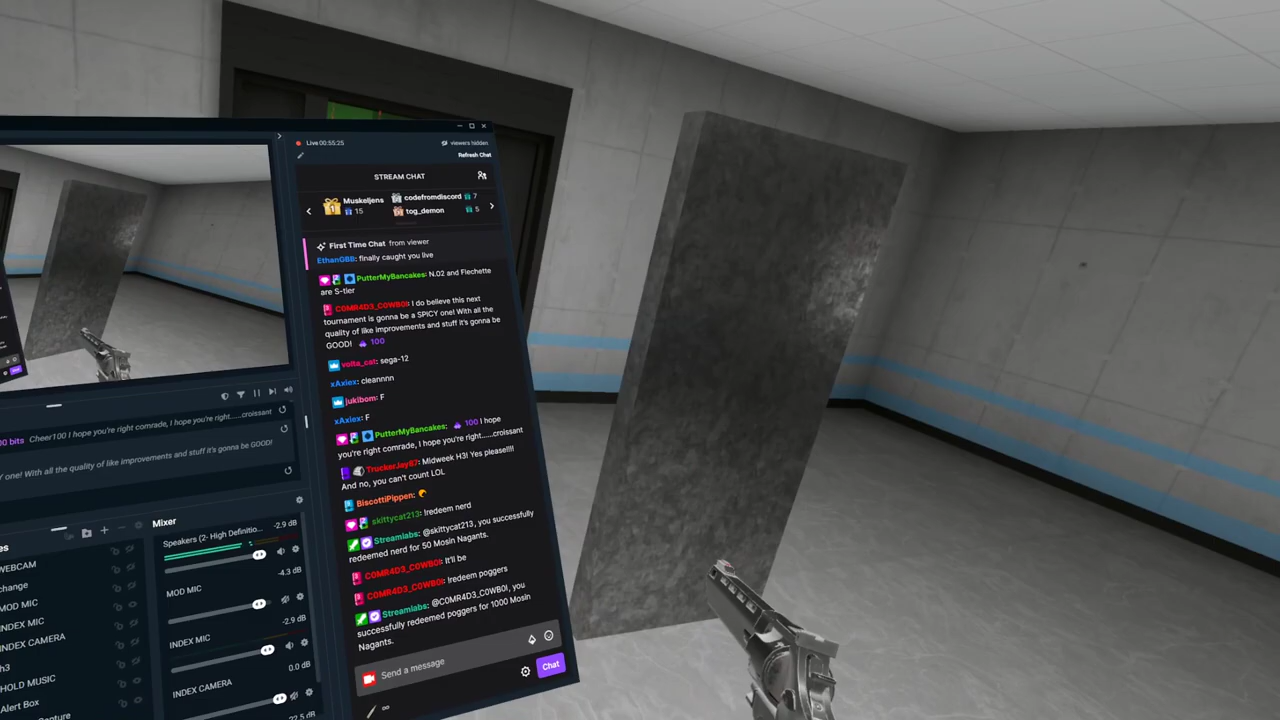 Live 00:55:25
viewers hidden
Refresh Chat
STREAM CHAT
Muskeljens
15
codefromdiscord 7
tog_demon 5
First Time Chat from viewer
EthanGBB: finally caught you live
PutterMyBancakes: N.02 and Flechette
are S-tier
C0MR4D3_C0WB0I: I do believe this next
tournament is gonna be a SPICY one! With all the
quality of like improvements and stuff it's gonna be
GOOD! 100
volta_cat: sega-12
xAxiex: cleannnn
jukibom: F
xAxiex: F
PutterMyBancakes: 100 I hope
you're right comrade, I hope you're right......croissant
TruckerJay87: Midweek H3! Yes please!!!!
And no, you can't count LOL
BiscottiPippen:
skittycat213: !redeem nerd
Streamlabs: @skittycat213, you successfully
redeemed nerd for 50 Mosin Nagants.
C0MR4D3_C0WB0I: It'll be
C0MR4D3_C0WB0I: !redeem poggers
Streamlabs: @C0MR4D3_C0WB0I, you
successfully redeemed poggers for 1000 Mosin
Nagants.
Send a message
Chat
00 bits Cheer100 I hope you're right comrade, I hope you're right......croissant
Y one! With all the quality of like improvements and stuff it's gonna be GOOD!
es
WEBCAM
change
MOD MIC
INDEX MIC
INDEX CAMERA
h3
HOLD MUSIC
Alert Box
Mixer
Speakers (2- High Definitio... -2.9 dB
MOD MIC -4.3 dB
INDEX MIC -2.9 dB
INDEX CAMERA 0.0 dB